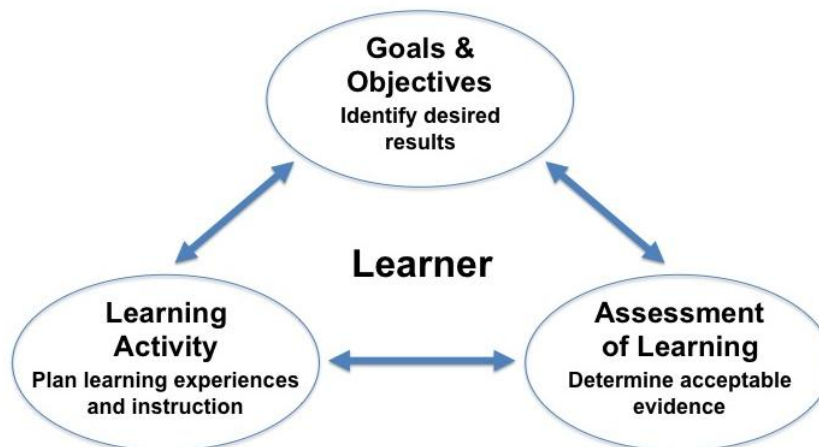 Goals &
Objectives
Identify desired
results
Learner
Learning
Activity
Plan learning experiences
and instruction
Assessment
of Learning
Determine acceptable
evidence